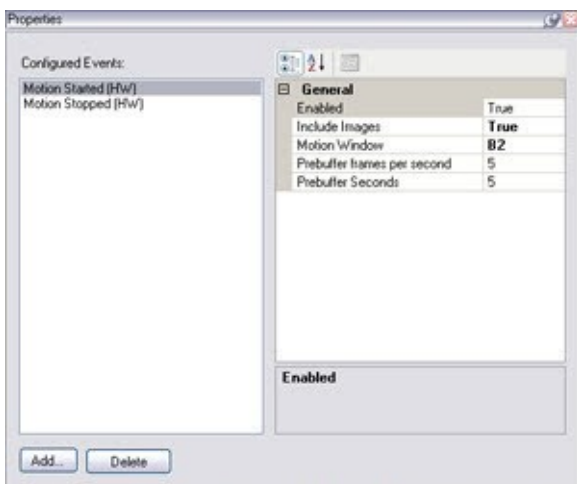 Properties
Configured Events:
Motion Started (HW)
Motion Stopped (HW)
General
Enabled True
Include Images True
Motion Window B2
Prebuffer frames per second 5
Prebuffer Seconds 5
Enabled
Add... Delete